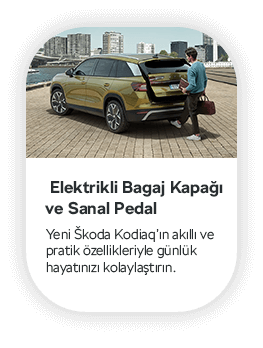 Elektrikli Bagaj Kapağı
ve Sanal Pedal
Yeni Škoda Kodiaq'ın akıllı ve
pratik özellikleriyle günlük
hayatınızı kolaylaştırın.